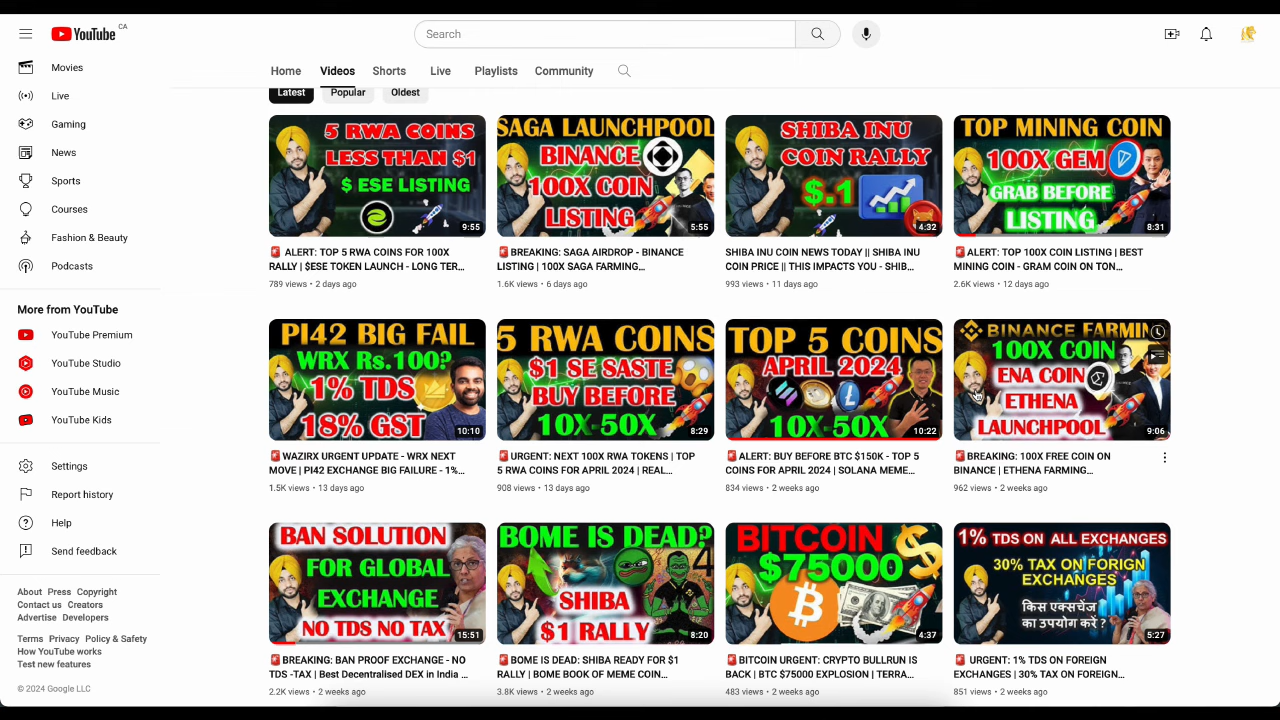 YouTube CA
Search
Movies
Live
Gaming
News
Sports
Courses
Fashion & Beauty
Podcasts
More from YouTube
YouTube Premium
YouTube Studio
YouTube Music
YouTube Kids
Settings
Report history
Help
Send feedback
About Press Copyright
Contact us Creators
Advertise Developers
Terms Privacy Policy & Safety
How YouTube works
Test new features
© 2024 Google LLC
Home Videos Shorts Live Playlists Community
Latest Popular Oldest
5 RWA COINS
LESS THAN $1
$ ESE LISTING
9:55
🚨 ALERT: TOP 5 RWA COINS FOR 100X
RALLY | $ESE TOKEN LAUNCH - LONG TER...
789 views • 2 days ago
SAGA LAUNCHPOOL
BINANCE
100X COIN
LISTING
5:55
🚨BREAKING: SAGA AIRDROP - BINANCE
LISTING | 100X SAGA FARMING...
1.6K views • 6 days ago
SHIBA INU
COIN RALLY
$.1
4:32
SHIBA INU COIN NEWS TODAY || SHIBA INU
COIN PRICE || THIS IMPACTS YOU - SHIB...
993 views • 11 days ago
TOP MINING COIN
100X GEM
GRAB BEFORE
LISTING
8:31
🚨ALERT: TOP 100X COIN LISTING | BEST
MINING COIN - GRAM COIN ON TON...
2.6K views • 12 days ago
PI42 BIG FAIL
WRX Rs.100?
1% TDS
18% GST
10:10
🚨WAZIRX URGENT UPDATE - WRX NEXT
MOVE | PI42 EXCHANGE BIG FAILURE - 1%...
1.5K views • 13 days ago
5 RWA COINS
$1 SE SASTE
BUY BEFORE
10X-50X
8:29
🚨URGENT: NEXT 100X RWA TOKENS | TOP
5 RWA COINS FOR APRIL 2024 | REAL...
908 views • 13 days ago
TOP 5 COINS
APRIL 2024
10X-50X
10:22
🚨ALERT: BUY BEFORE BTC $150K - TOP 5
COINS FOR APRIL 2024 | SOLANA MEME...
834 views • 2 weeks ago
BINANCE FARMIN
100X COIN
ENA COIN
ETHENA
LAUNCHPOOL
9:06
🚨BREAKING: 100X FREE COIN ON
BINANCE | ETHENA FARMING...
962 views • 2 weeks ago
BAN SOLUTION
FOR GLOBAL
EXCHANGE
NO TDS NO TAX
15:51
🚨BREAKING: BAN PROOF EXCHANGE - NO
TDS -TAX | Best Decentralised DEX in India ...
2.2K views • 2 weeks ago
BOME IS DEAD?
4
SHIBA
$1 RALLY
8:20
🚨BOME IS DEAD: SHIBA READY FOR $1
RALLY | BOME BOOK OF MEME COIN...
3.8K views • 2 weeks ago
BITCOIN
$75000
4:37
🚨BITCOIN URGENT: CRYPTO BULLRUN IS
BACK | BTC $75000 EXPLOSION | TERRA...
483 views • 2 weeks ago
1% TDS ON ALL EXCHANGES
30% TAX ON FORIGN
EXCHANGES
किस एक्सचेंज
का उपयोग करें ?
5:27
🚨 URGENT: 1% TDS ON FOREIGN
EXCHANGES | 30% TAX ON FOREIGN...
851 views • 2 weeks ago